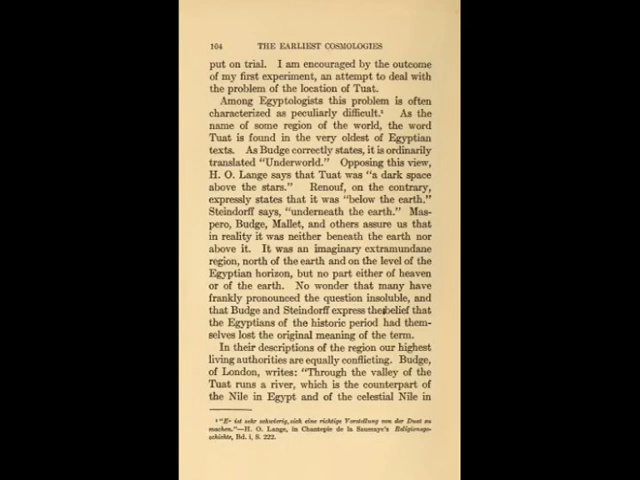 104 THE EARLIEST COSMOLOGIES
put on trial. I am encouraged by the outcome
of my first experiment, an attempt to deal with
the problem of the location of Tuat.
Among Egyptologists this problem is often
characterized as peculiarly difficult.¹ As the
name of some region of the world, the word
Tuat is found in the very oldest of Egyptian
texts. As Budge correctly states, it is ordinarily
translated "Underworld." Opposing this view,
H. O. Lange says that Tuat was "a dark space
above the stars." Renouf, on the contrary,
expressly states that it was "below the earth."
Steindorff says, "underneath the earth." Mas-
pero, Budge, Mallet, and others assure us that
in reality it was neither beneath the earth nor
above it. It was an imaginary extramundane
region, north of the earth and on the level of the
Egyptian horizon, but no part either of heaven
or of the earth. No wonder that many have
frankly pronounced the question insoluble, and
that Budge and Steindorff express the belief that
the Egyptians of the historic period had them-
selves lost the original meaning of the term.
In their descriptions of the region our highest
living authorities are equally conflicting. Budge,
of London, writes: "Through the valley of the
Tuat runs a river, which is the counterpart of
the Nile in Egypt and of the celestial Nile in
¹ "Er ist sehr schwierig, sich eine richtige Vorstellung von der Duat zu
machen."—H. O. Lange, in Chantepie de la Saussaye's Religionsge-
schichte, Bd. i, S. 222.